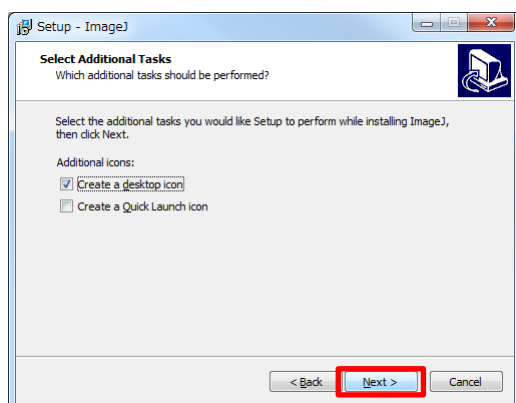 Setup - ImageJ
Select Additional Tasks
Which additional tasks should be performed?
Select the additional tasks you would like Setup to perform while installing ImageJ,
then click Next.
Additional icons:
Create a desktop icon
Create a Quick Launch icon
< Back
Next >
Cancel